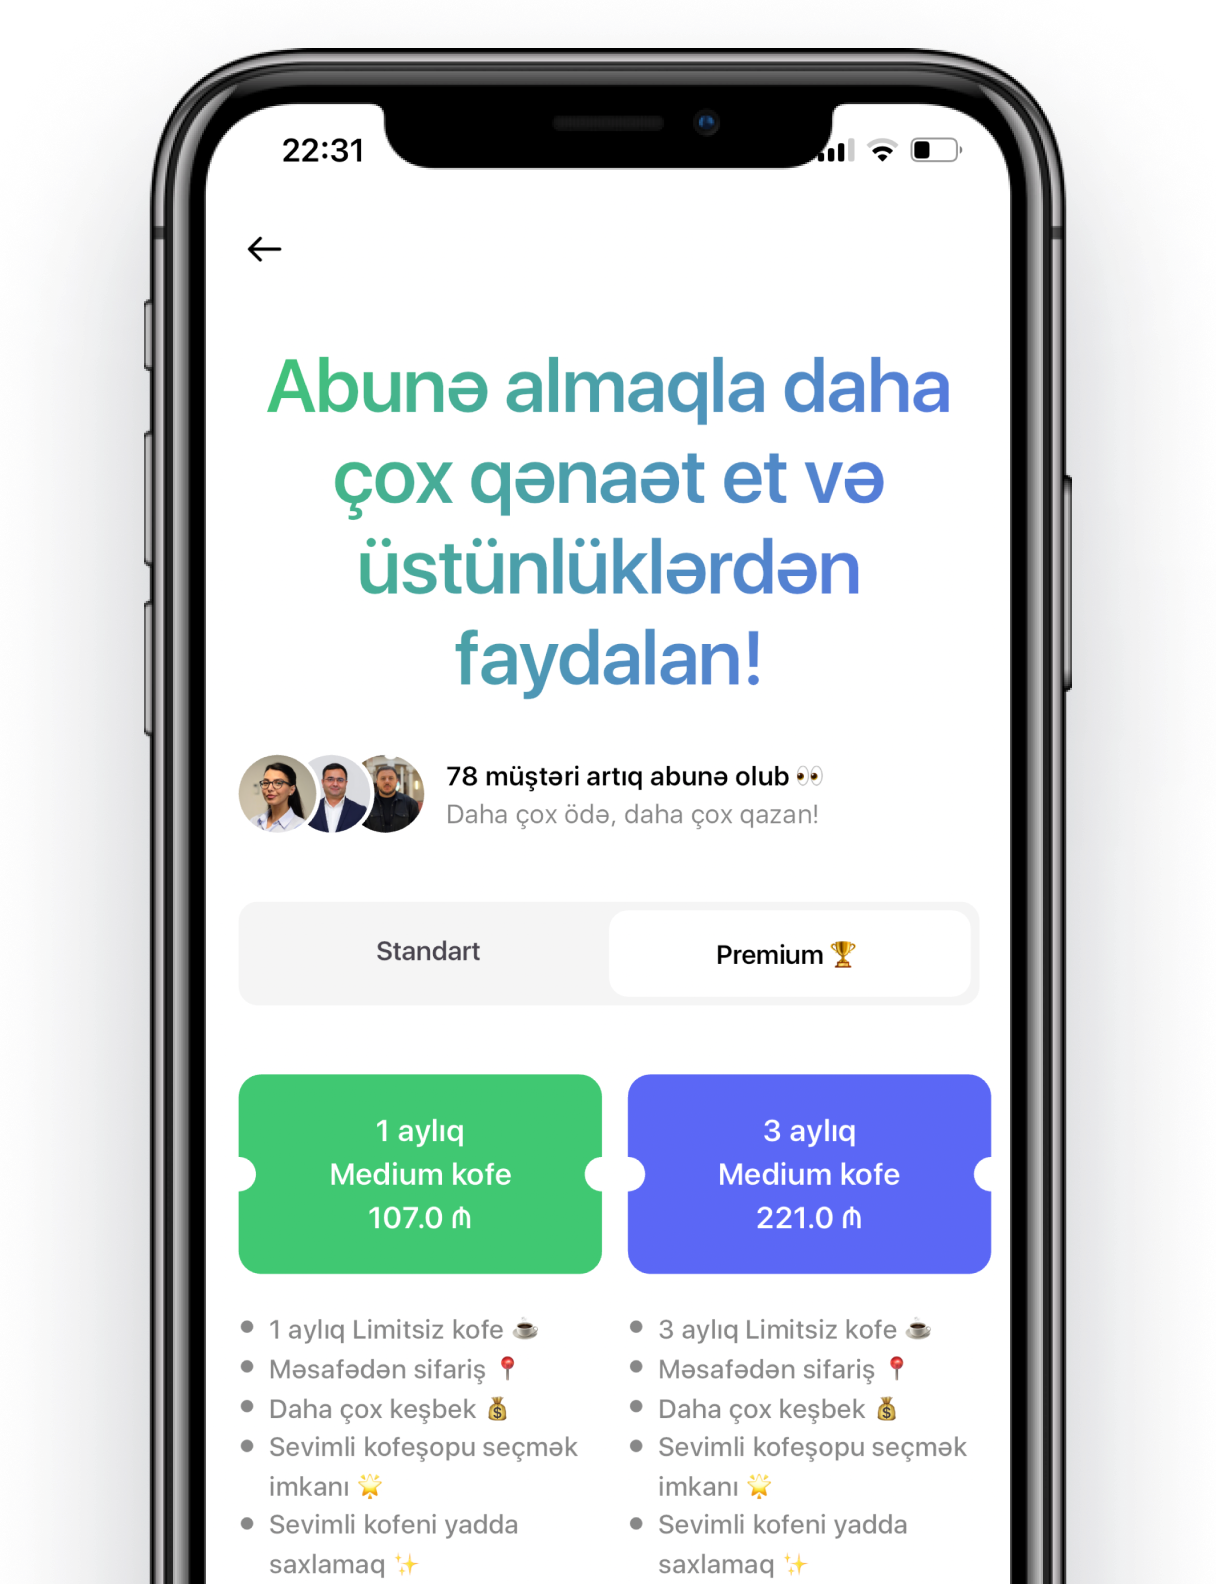 22:31
Abunə almaqla daha
çox qənaət et və
üstünlüklərdən
faydalan!
78 müştəri artıq abunə olub 👀
Daha çox ödə, daha çox qazan!
Standart
Premium 🏆
1 aylıq
Medium kofe
107.0 ₼
3 aylıq
Medium kofe
221.0 ₼
• 1 aylıq Limitsiz kofe ☕
• Məsafədən sifariş 📍
• Daha çox keşbek 💰
• Sevimli kofeşopu seçmək
imkanı 🌟
• Sevimli kofeni yadda
saxlamaq ✨
• 3 aylıq Limitsiz kofe ☕
• Məsafədən sifariş 📍
• Daha çox keşbek 💰
• Sevimli kofeşopu seçmək
imkanı 🌟
• Sevimli kofeni yadda
saxlamaq ✨